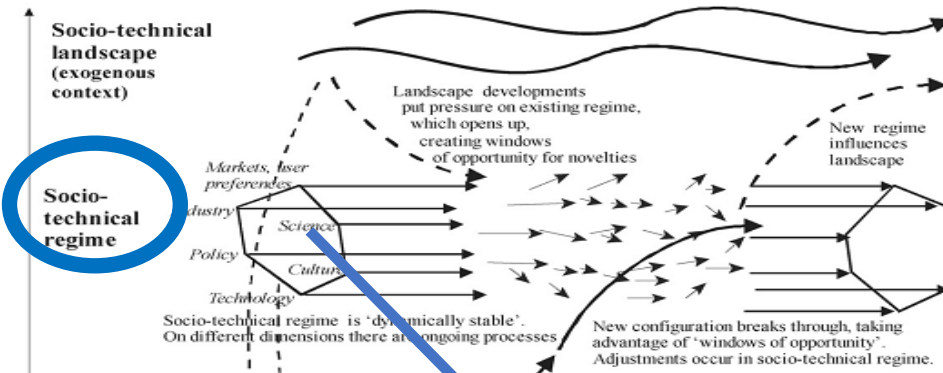 Socio-technical
landscape
(exogenous
context)
Landscape developments
put pressure on existing regime,
which opens up,
creating windows
of opportunity for novelties
New regime
influences
landscape
Markets, user
preferences
Socio-
technical
regime
dustry
Science
Policy
Culture
Technology
Socio-technical regime is ‘dynamically stable’.
On different dimensions there are ongoing processes
New configuration breaks through, taking
advantage of ‘windows of opportunity’.
Adjustments occur in socio-technical regime.